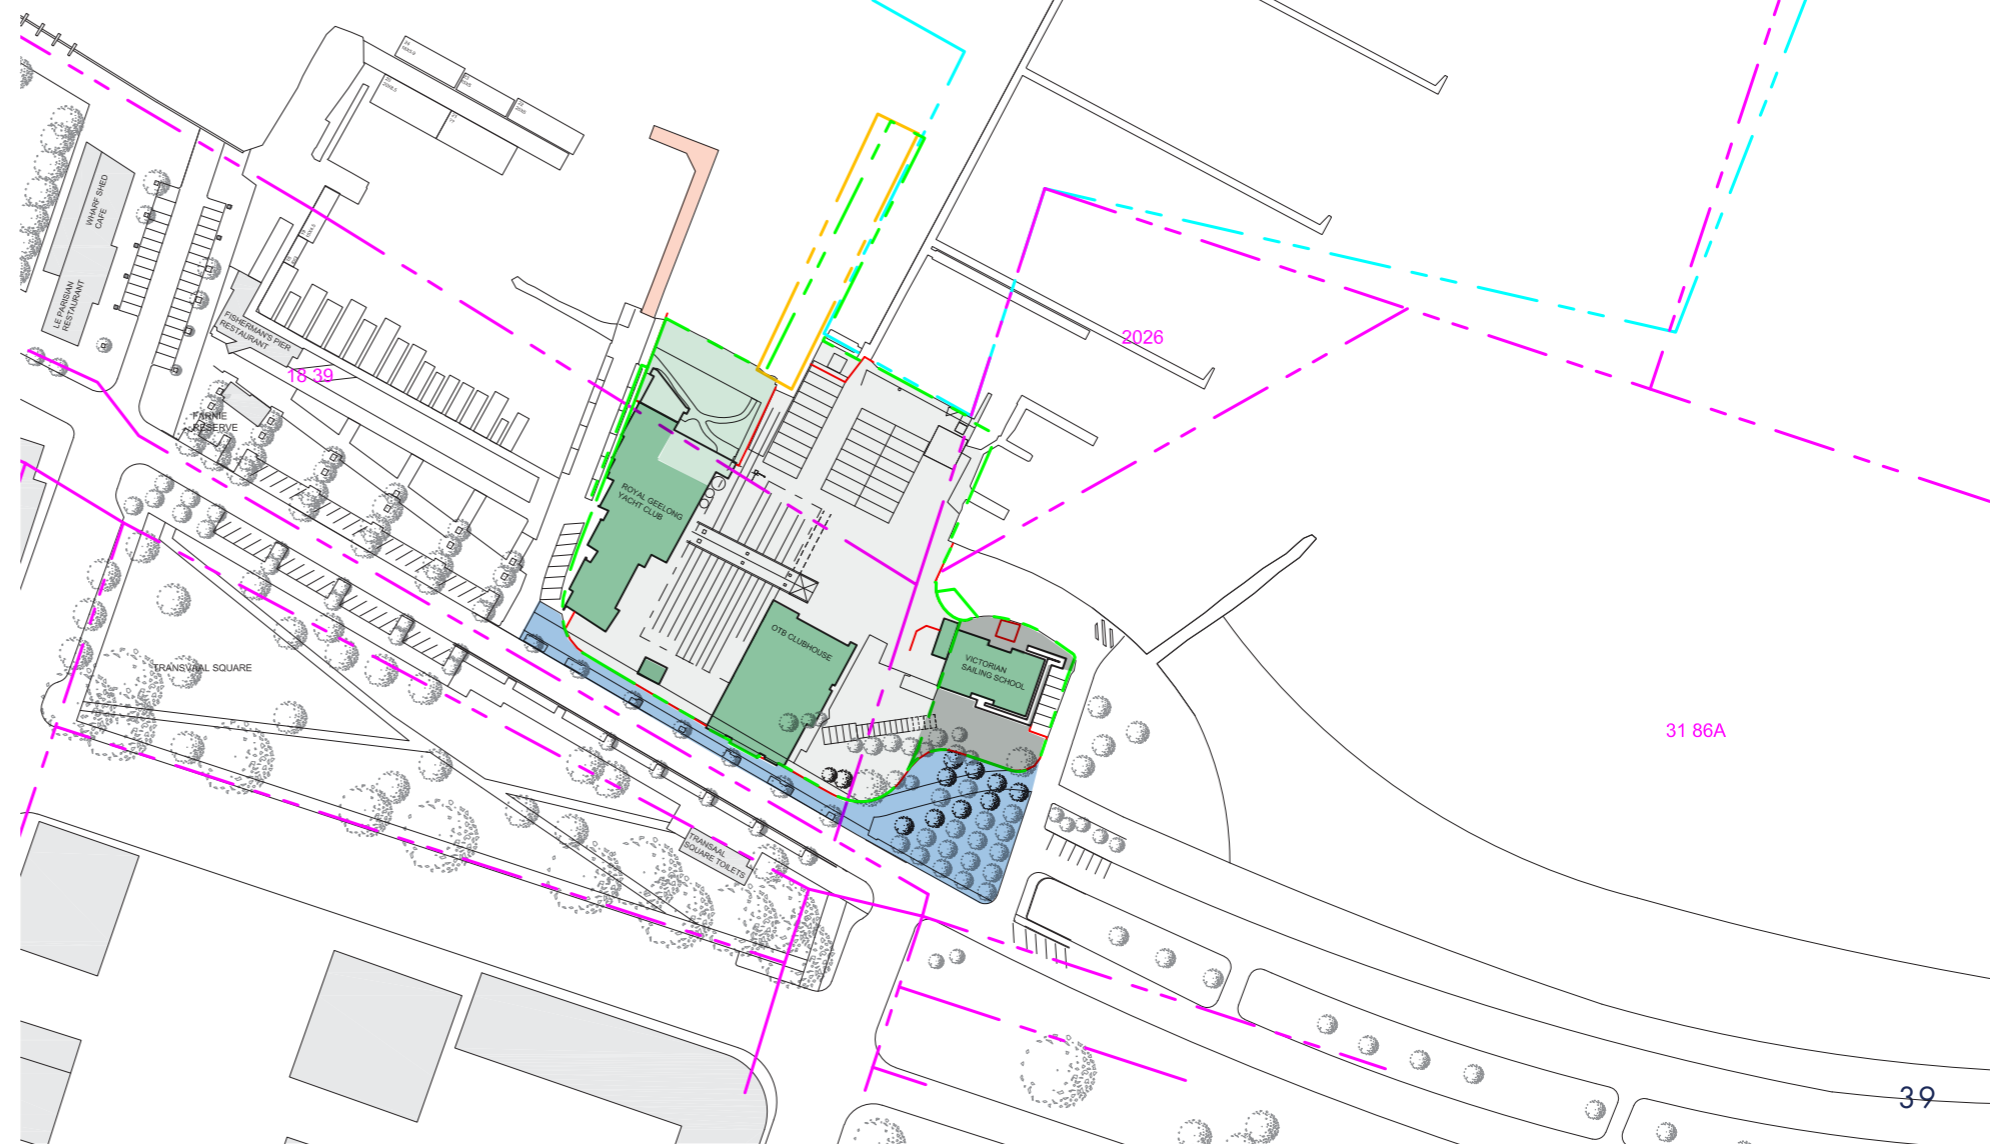 WHARF SHED
CAFE
LE PARISIAN
RESTAURANT
FISHERMAN'S PIER
RESTAURANT
18 39
FARNIE
RESERVE
2026
ROYAL GEELONG
YACHT CLUB
OTB CLUBHOUSE
VICTORIAN
SAILING SCHOOL
TRANSVAAL SQUARE
31 86A
TRANSAAL
SQUARE TOILETS
39